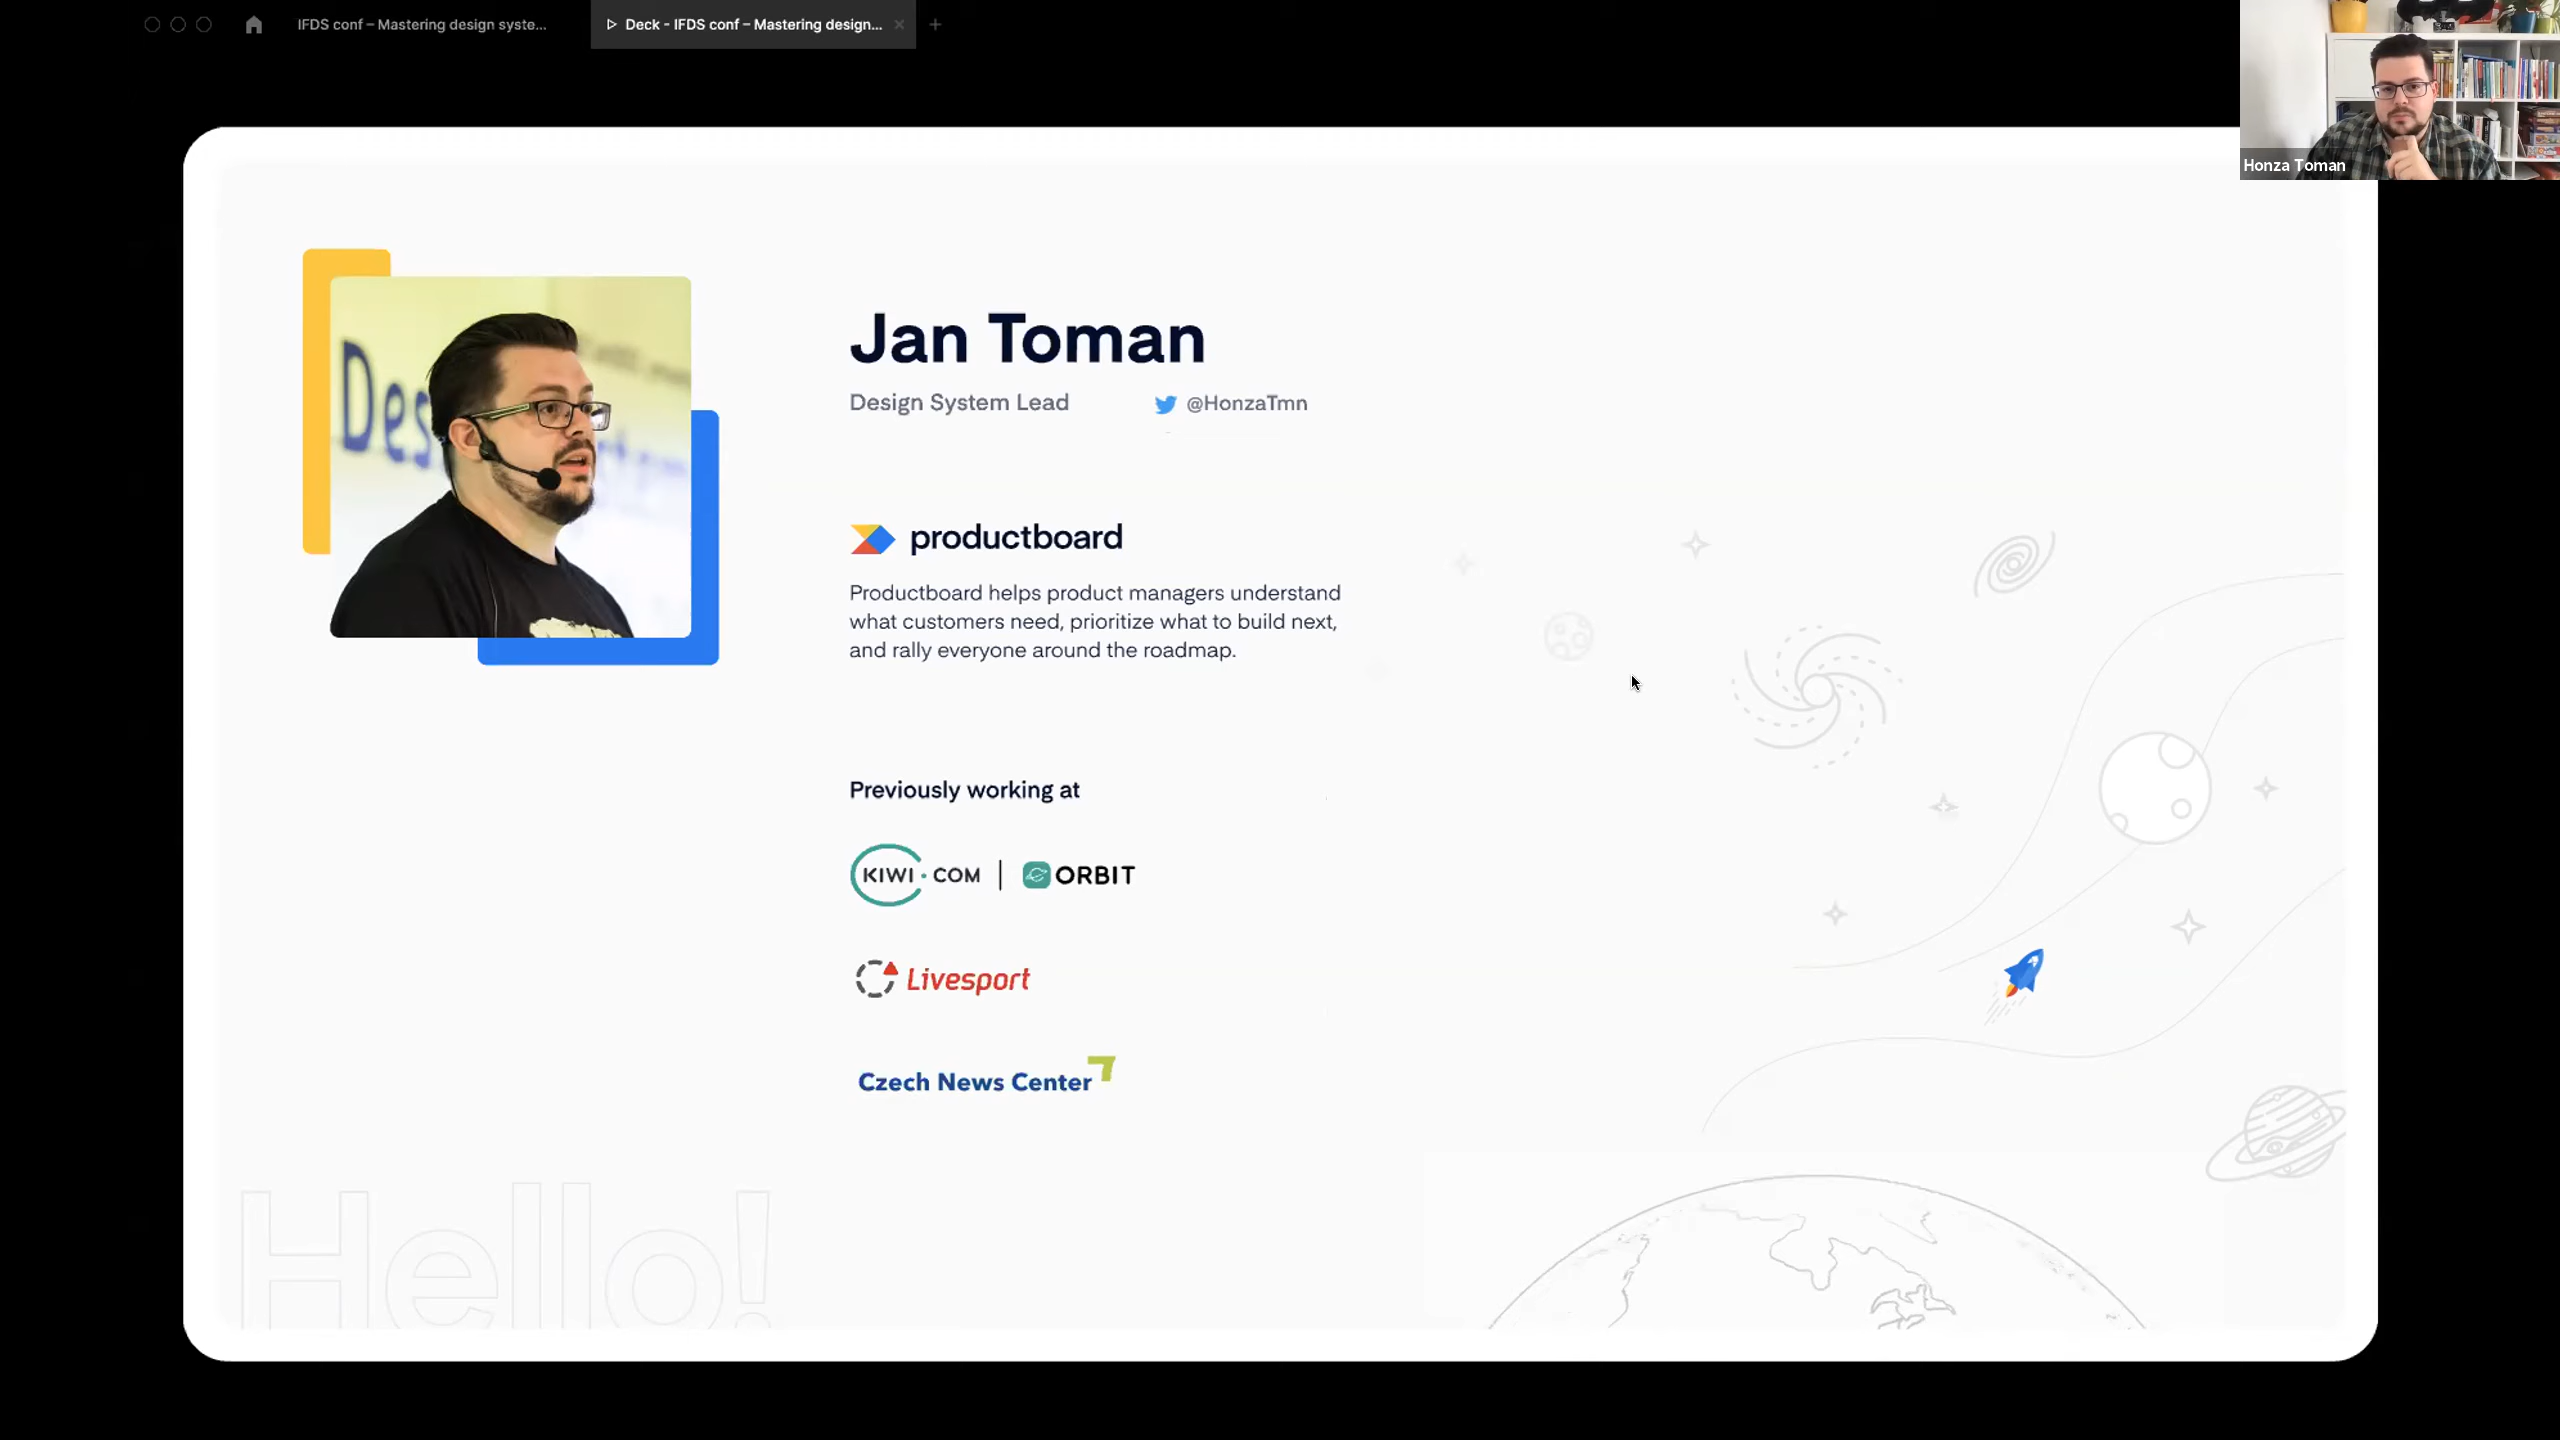 IFDS conf – Mastering design syste...
Deck - IFDS conf – Mastering design...
Honza Toman
Des
Jan Toman
Design System Lead
@HonzaTmn
productboard
Productboard helps product managers understand
what customers need, prioritize what to build next,
and rally everyone around the roadmap.
Previously working at
KIWI.COM
ORBIT
Livesport
Czech News Center
Hello!